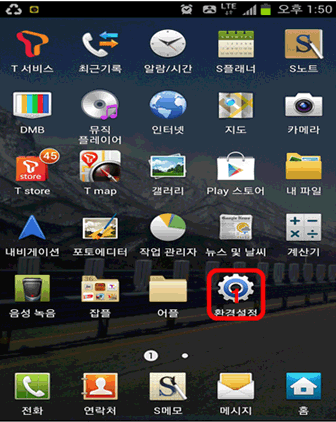 LTE 오후 1:50
T 서비스 최근기록 알람/시간 S플래너 S노트
DMB 뮤직 플레이어 인터넷 지도 카메라
T store 45
T store T map 갤러리 Play 스토어 내 파일
내비게이션 포토에디터 작업 관리자 뉴스 및 날씨 계산기
음성 녹음 잡플 어플 환경설정
1
전화 연락처 S메모 메시지 홈